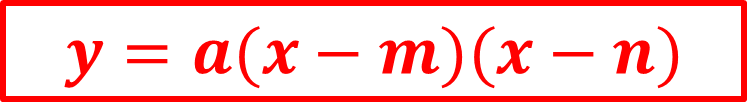 y = a(x − m)(x − n)